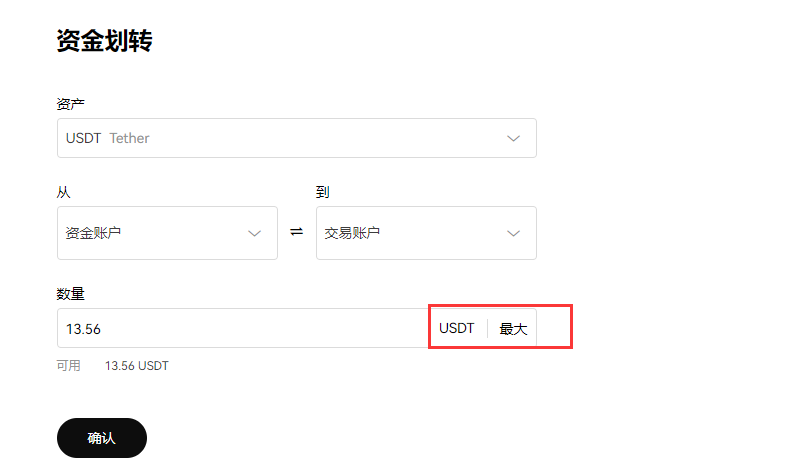 资金划转
资产
USDT Tether
从 到
资金账户 ⇌ 交易账户
数量
13.56 USDT 最大
可用 13.56 USDT
确认